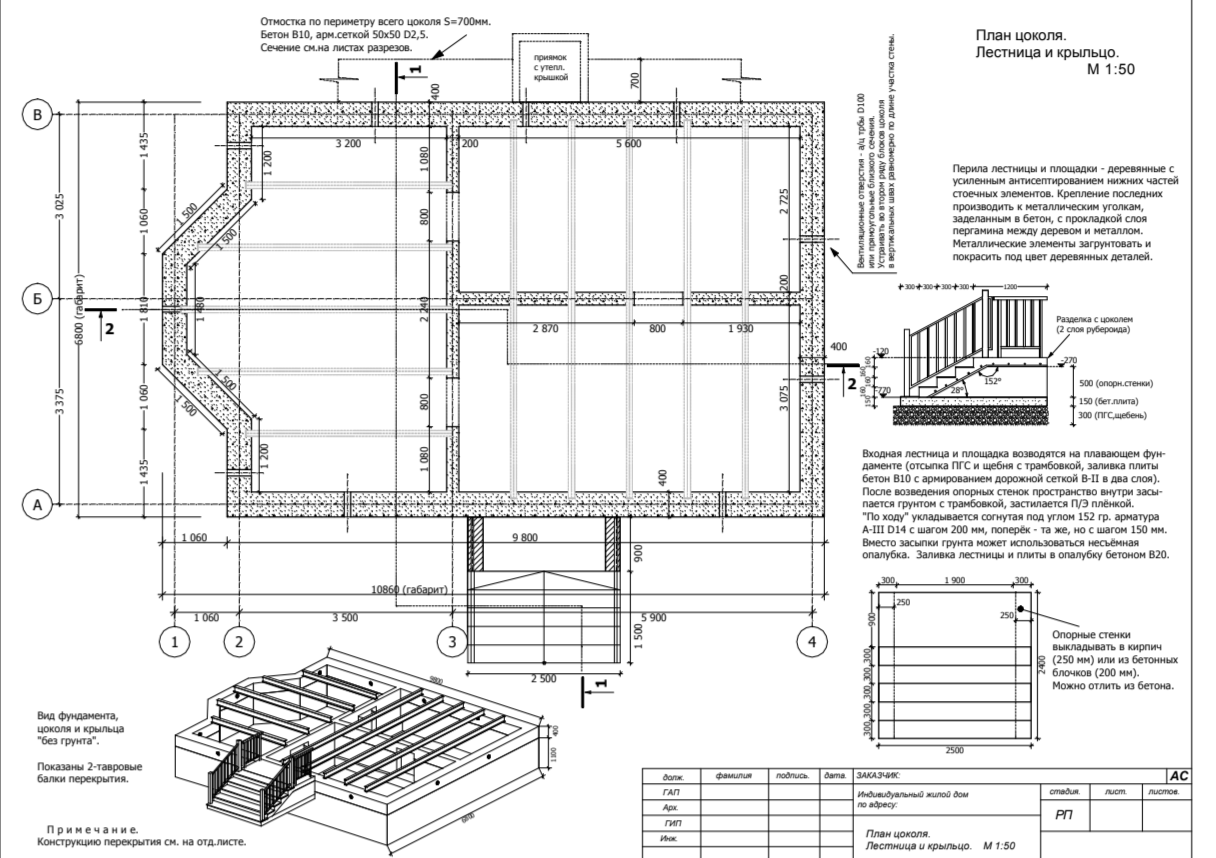 Отмостка по периметру всего цоколя S=700мм.
Бетон В10, арм.сеткой 50х50 D2,5.
Сечение см.на листах разрезов.
приямок
с утепл.
крышкой
План цоколя.
Лестница и крыльцо.
М 1:50
1
400
700
Вентиляционные отверстия - а/ц трбы D100
или прямоугольные близкого сечения.
Устраивать во втором ряду блоков цоколя
в вертикальных швах равномерно по длине участка стены.
В
Б
А
3 025
3 375
6800 (габарит)
1 435
1 060
1 810
1 060
1 435
1 200
1 500
1 500
1 480
1 500
1 500
1 200
3 200
200
5 600
1 080
800
2 240
800
1 080
2 725
200
2 870
800
1 930
3 075
400
400
2
2
Перила лестницы и площадки - деревянные с
усиленным антисептированием нижних частей
стоечных элементов. Крепление последних
производить к металлическим уголкам,
заделанным в бетон, с прокладкой слоя
пергамина между деревом и металлом.
Металлические элементы загрунтовать и
покрасить под цвет деревянных деталей.
300
300
300
300
1200
Разделка с цоколем
(2 слоя рубероида)
-120
-270
-770
160
160
160
160
150
28°
152°
500 (опорн.стенки)
150 (бет.плита)
300 (ПГС,щебень)
Входная лестница и площадка возводятся на плавающем фун-
даменте (отсыпка ПГС и щебня с трамбовкой, заливка плиты
бетон В10 с армированием дорожной сеткой В-II в два слоя).
После возведения опорных стенок пространство внутри засы-
пается грунтом с трамбовкой, застилается П/Э плёнкой.
"По ходу" укладывается согнутая под углом 152 гр. арматура
А-III D14 с шагом 200 мм, поперёк - та же, но с шагом 150 мм.
Вместо засыпки грунта может использоваться несъёмная
опалубка. Заливка лестницы и плиты в опалубку бетоном В20.
1 060
9 800
900
10860 (габарит)
1 060
3 500
5 900
1 500
2 500
1
2
3
4
1
300
1 900
300
250
250
900
300
300
300
300
300
2400
2500
Опорные стенки
выкладывать в кирпич
(250 мм) или из бетонных
блочков (200 мм).
Можно отлить из бетона.
Вид фундамента,
цоколя и крыльца
"без грунта".
Показаны 2-тавровые
балки перекрытия.
9800
400
1100
6800
Примечание.
Конструкцию перекрытия см. на отд.листе.
долж. фамилия подпись. дата. ЗАКАЗЧИК: АС
ГАП
Арх.
ГИП
Инж.
Индивидуальный жилой дом
по адресу:
стадия. лист. листов.
РП
План цоколя.
Лестница и крыльцо. М 1:50